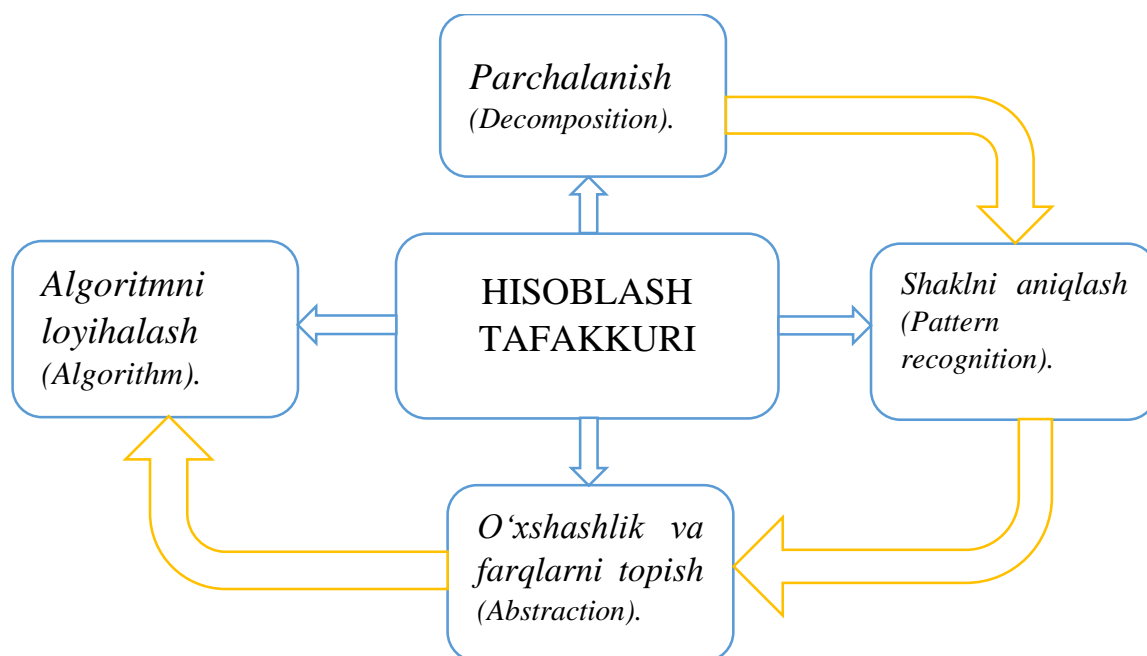 Parchalanish
(Decomposition).
HISOBLASH
TAFAKKURI
Algoritmni
loyihalash
(Algorithm).
Shaklni aniqlash
(Pattern
recognition).
O‘xshashlik va
farqlarni topish
(Abstraction).